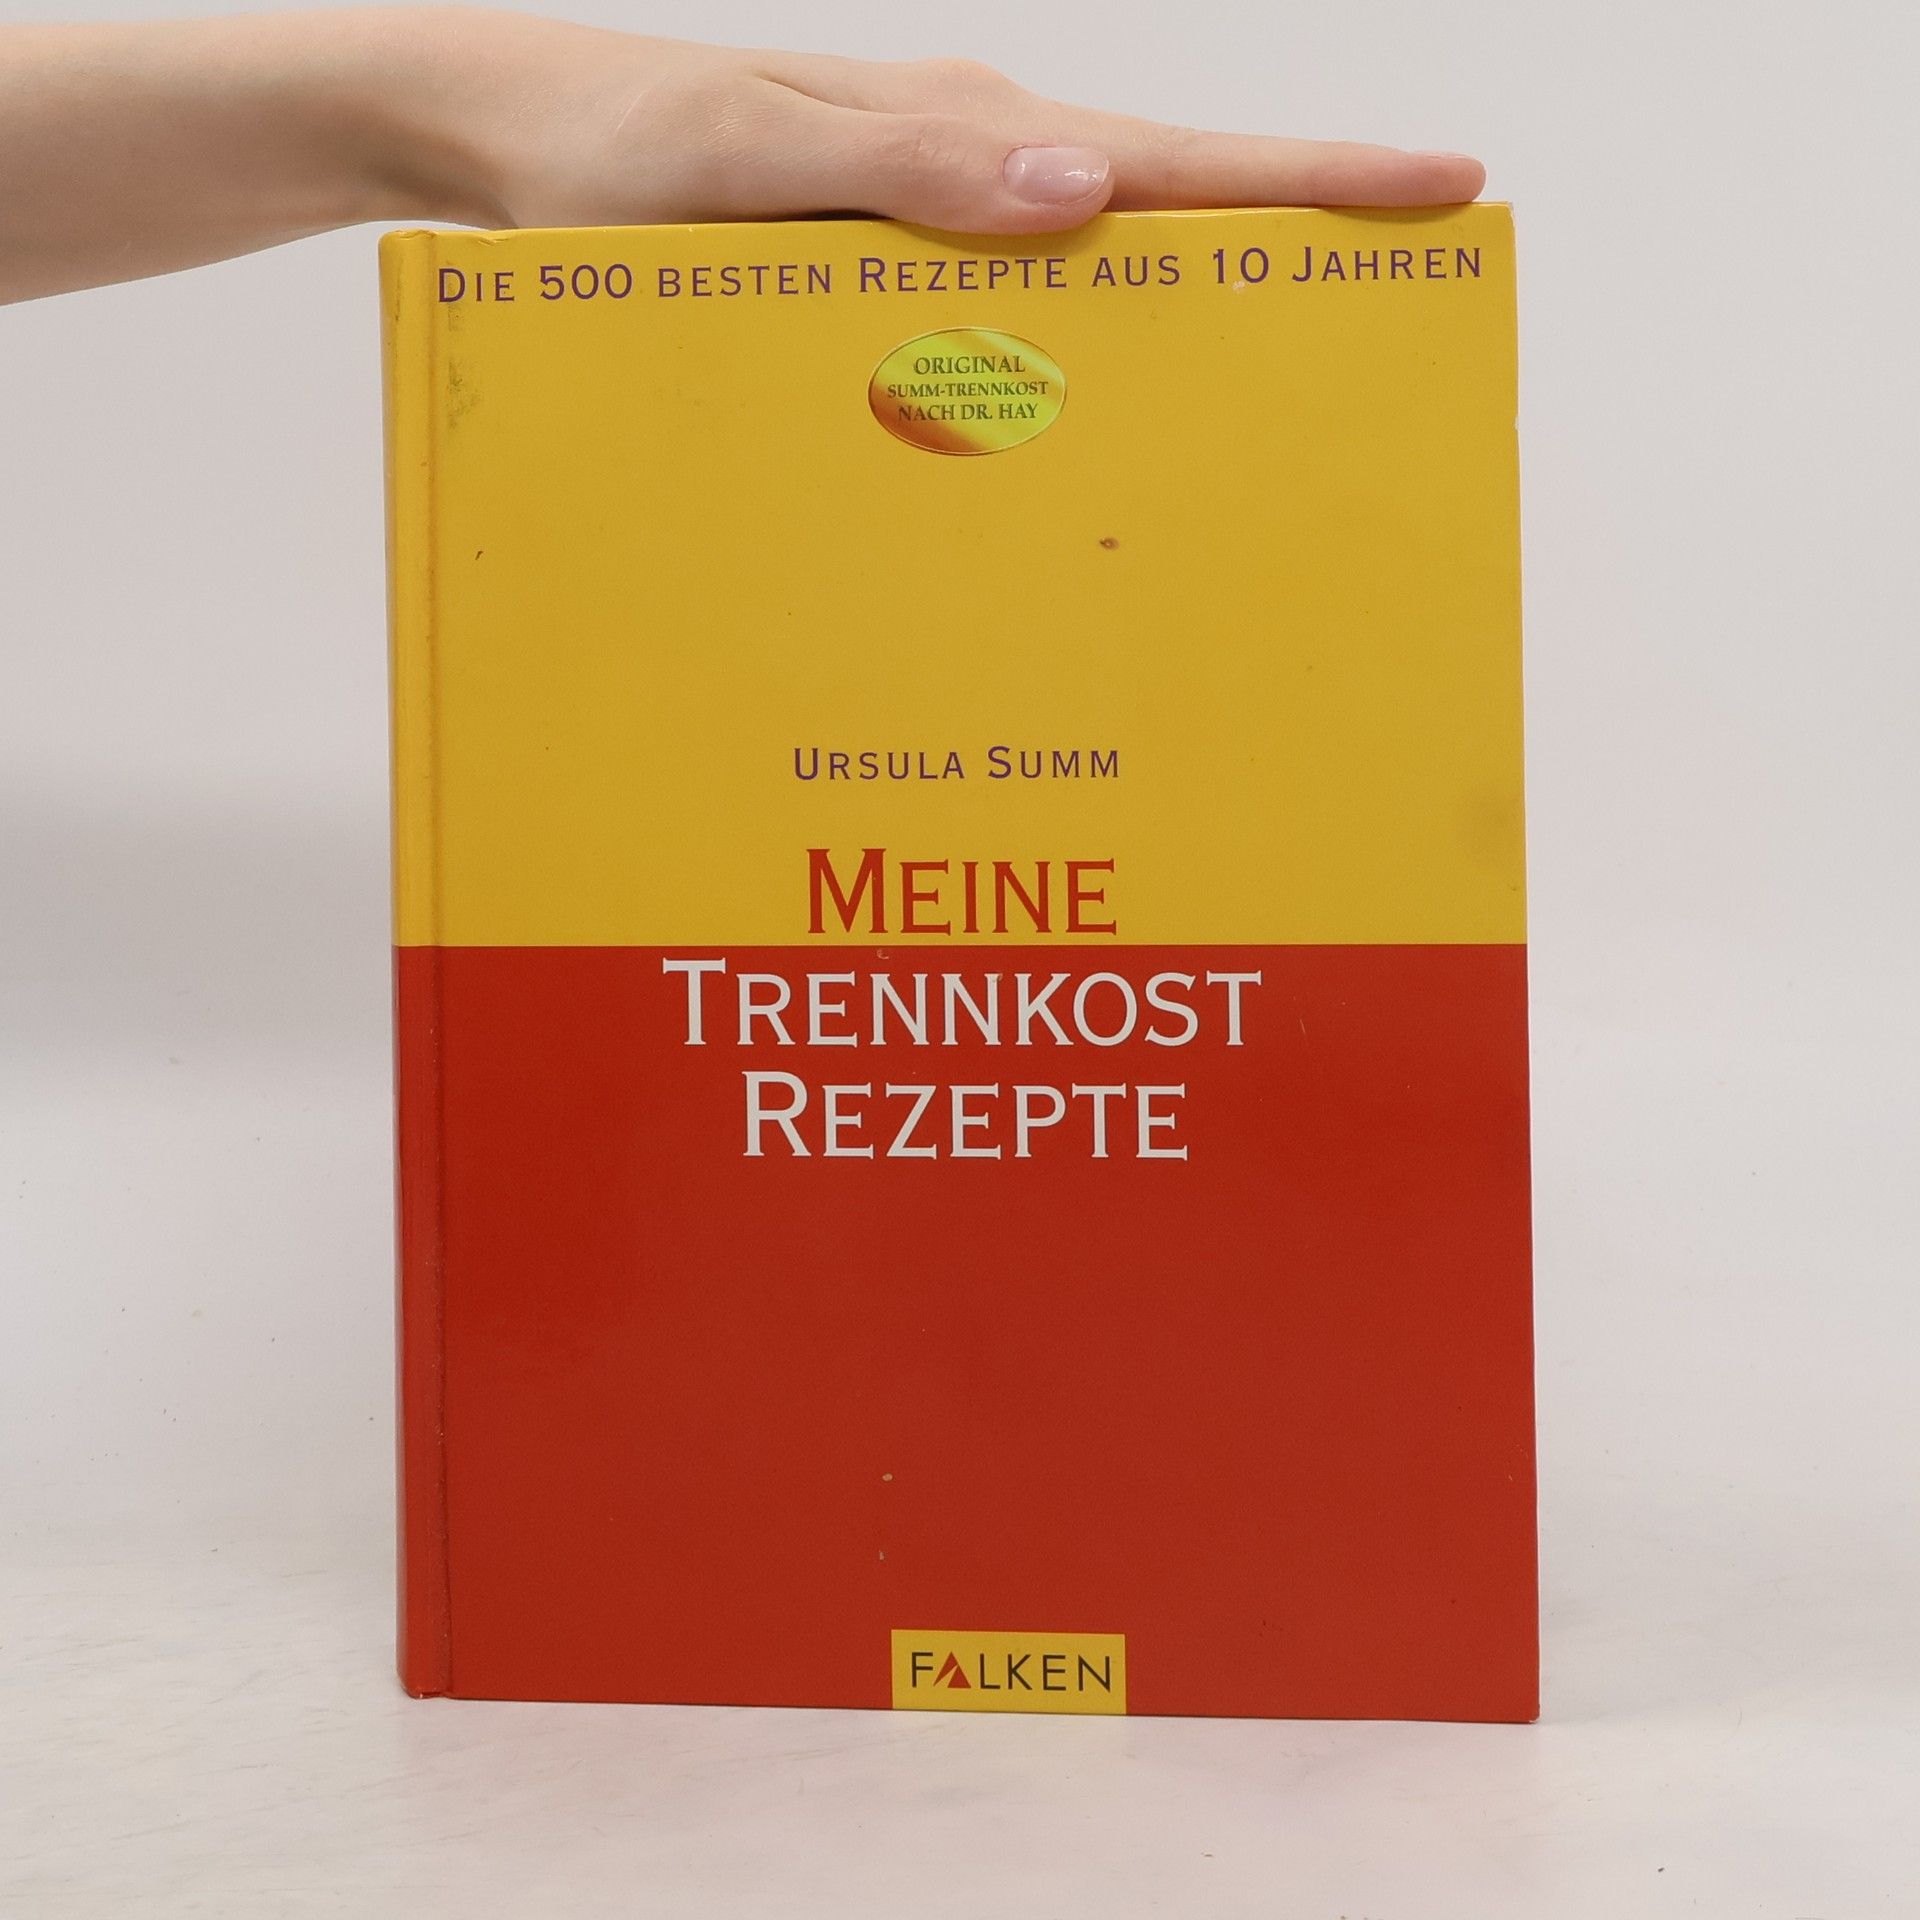 DIE 500 BESTEN REZEPTE AUS 10 JAHREN
ORIGINAL
SUMM-TRENNKOST
NACH DR. HAY
URSULA SUMM
MEINE
TRENNKOST
REZEPTE
FALKEN